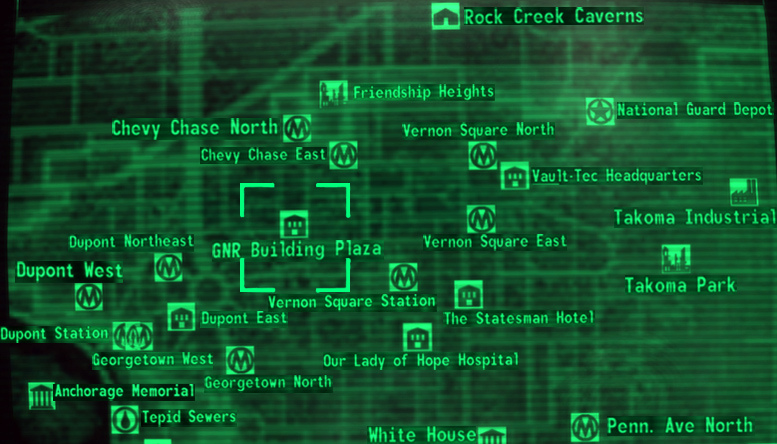 Rock Creek Caverns
Friendship Heights
National Guard Depot
Chevy Chase North
Vernon Square North
Chevy Chase East
Vault-Tec Headquarters
Takoma Industrial
Dupont Northeast
Vernon Square East
GNR Building Plaza
Dupont West
Takoma Park
Vernon Square Station
Dupont East
The Statesman Hotel
Dupont Station
Georgetown West
Our Lady of Hope Hospital
Georgetown North
Anchorage Memorial
Tepid Sewers
Penn. Ave North
White House